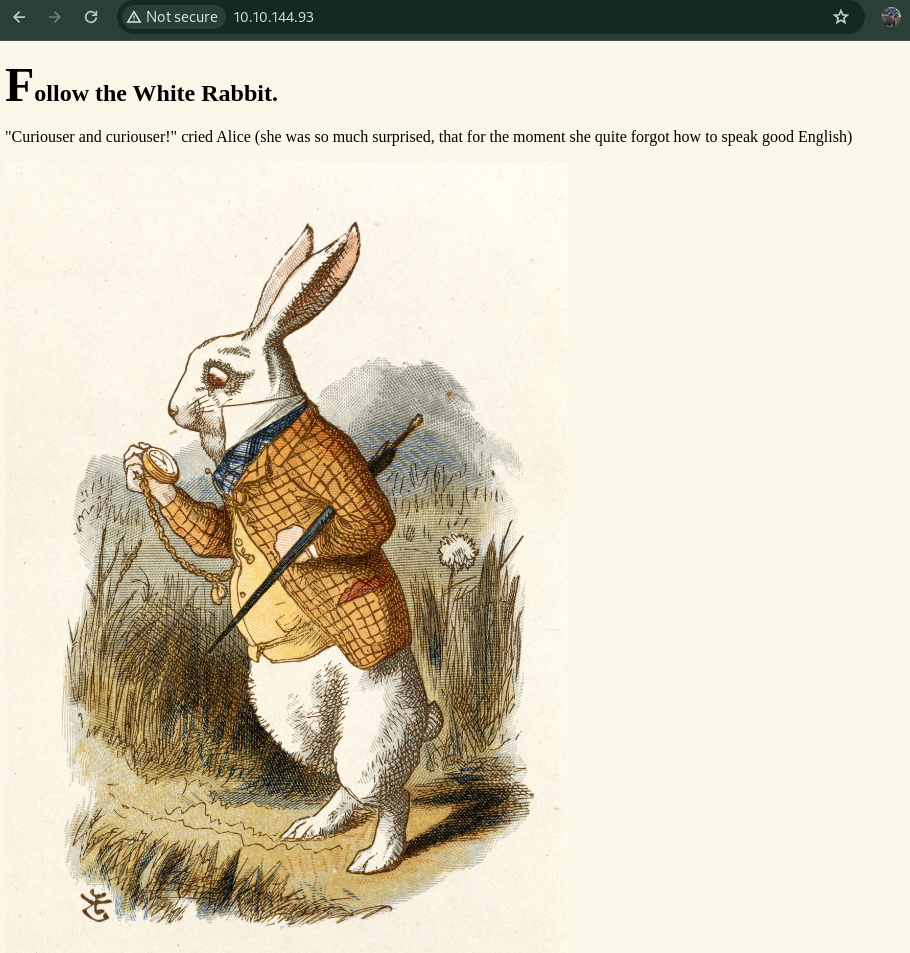 Not secure 10.10.144.93
Follow the White Rabbit.
"Curiouser and curiouser!" cried Alice (she was so much surprised, that for the moment she quite forgot how to speak good English)